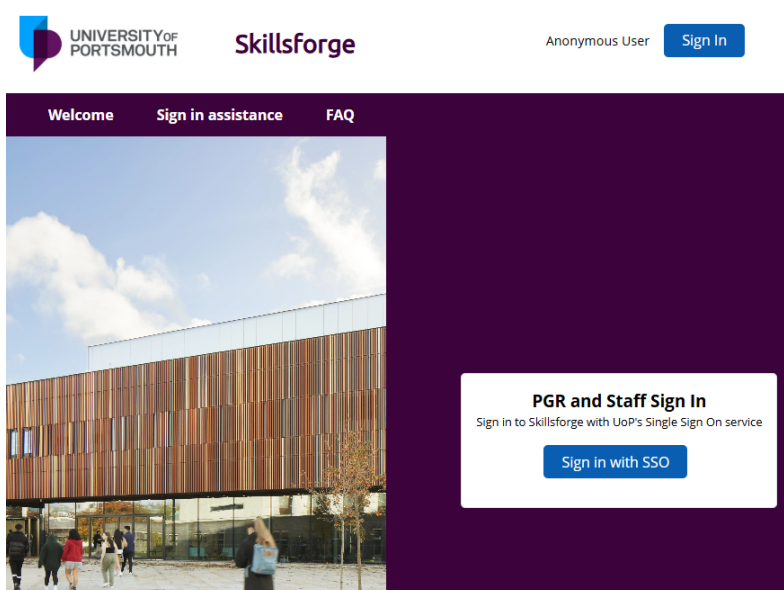 UNIVERSITY OF
PORTSMOUTH
Skillsforge
Anonymous User
Sign In
Welcome
Sign in assistance
FAQ
PGR and Staff Sign In
Sign in to Skillsforge with UoP's Single Sign On service
Sign in with SSO